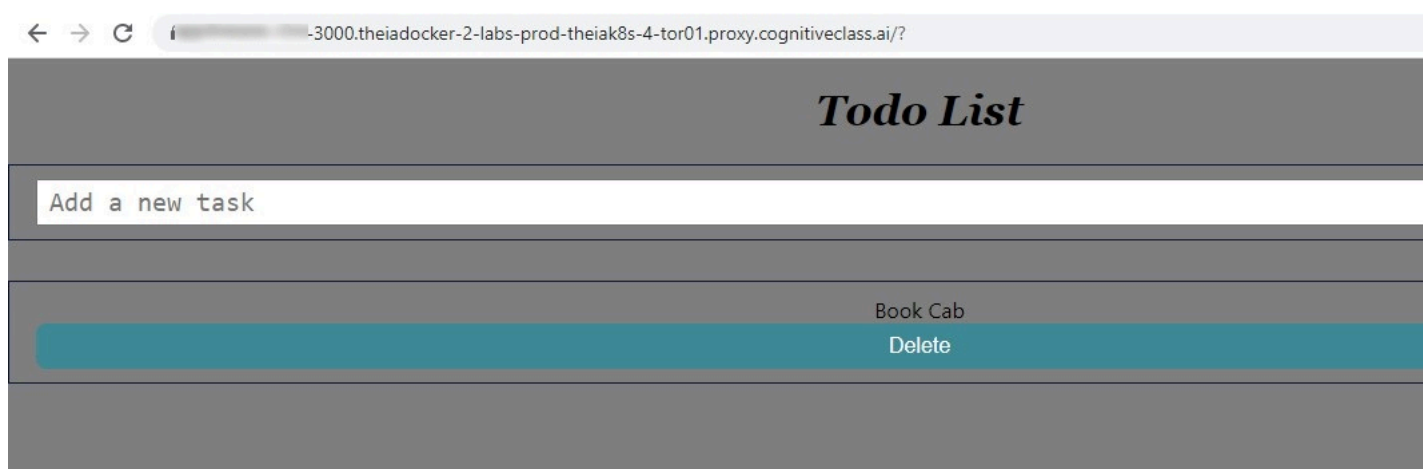 -3000.theiadocker-2-labs-prod-theiak8s-4-tor01.proxy.cognitiveclass.ai/?
Todo List
Add a new task
Book Cab
Delete